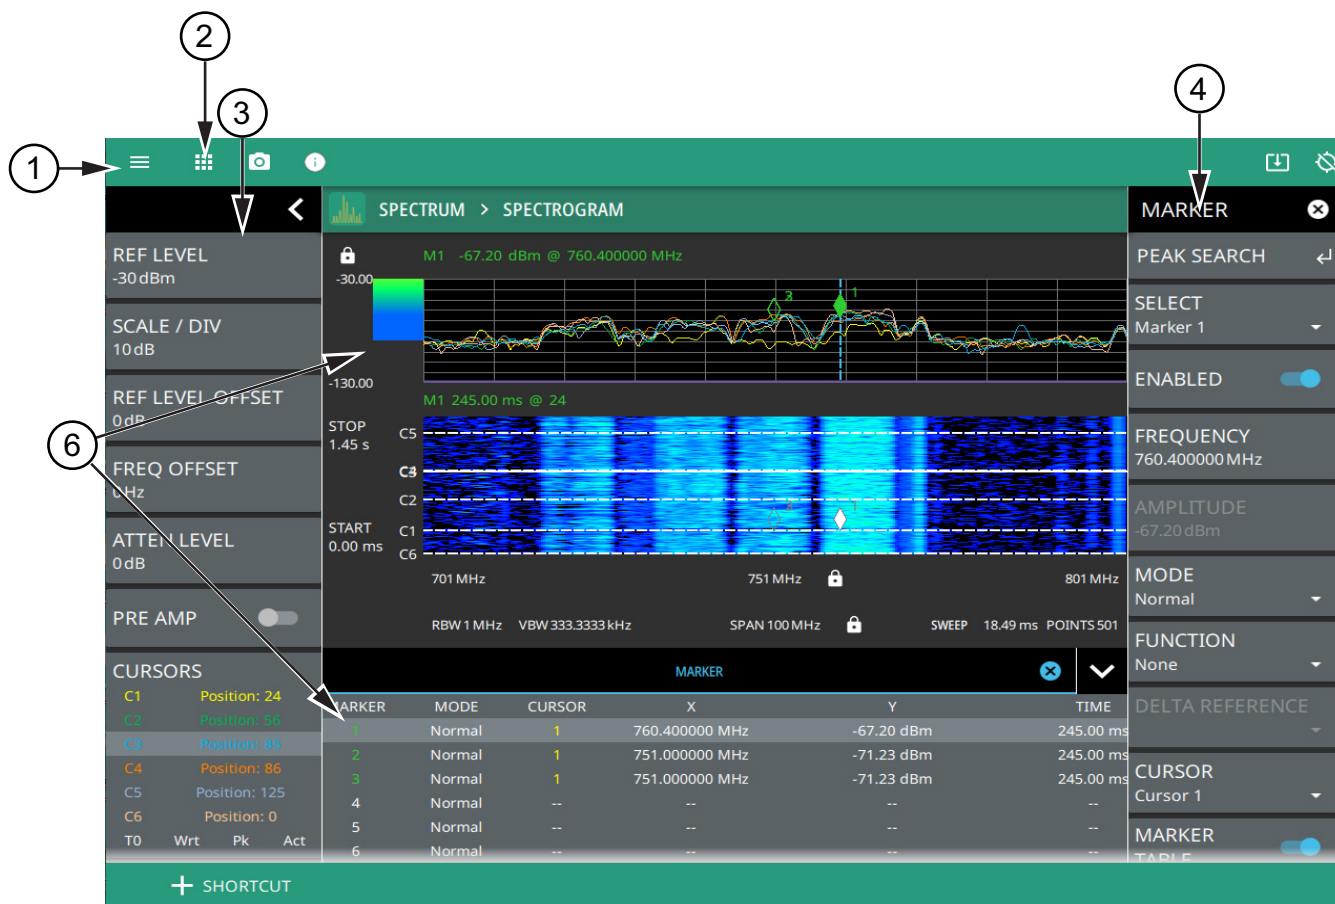 2
3
4
1
6
SPECTRUM > SPECTROGRAM
MARKER
REF LEVEL
-30 dBm
SCALE / DIV
10 dB
REF LEVEL OFFSET
0 dB
FREQ OFFSET
0 Hz
ATTEN LEVEL
0 dB
PRE AMP
CURSORS
C1 Position: 24
C2 Position: 56
C3 Position: 85
C4 Position: 86
C5 Position: 125
C6 Position: 0
T0 Wrt Pk Act
M1 -67.20 dBm @ 760.400000 MHz
-30.00
1
-130.00
M1 245.00 ms @ 24
STOP
1.45 s
C5
C2
START
0.00 ms
C1
C6
701 MHz 751 MHz 801 MHz
RBW 1 MHz VBW 333.3333 kHz SPAN 100 MHz SWEEP 18.49 ms POINTS 501
MARKER
MARKER MODE CURSOR X Y TIME
1 Normal 1 760.400000 MHz -67.20 dBm 245.00 ms
2 Normal 1 751.000000 MHz -71.23 dBm 245.00 ms
3 Normal 1 751.000000 MHz -71.23 dBm 245.00 ms
4 Normal -- -- -- --
5 Normal -- -- -- --
6 Normal -- -- -- --
PEAK SEARCH
SELECT
Marker 1
ENABLED
FREQUENCY
760.400000 MHz
AMPLITUDE
-67.20 dBm
MODE
Normal
FUNCTION
None
DELTA REFERENCE
CURSOR
Cursor 1
MARKER
TABLE
+ SHORTCUT